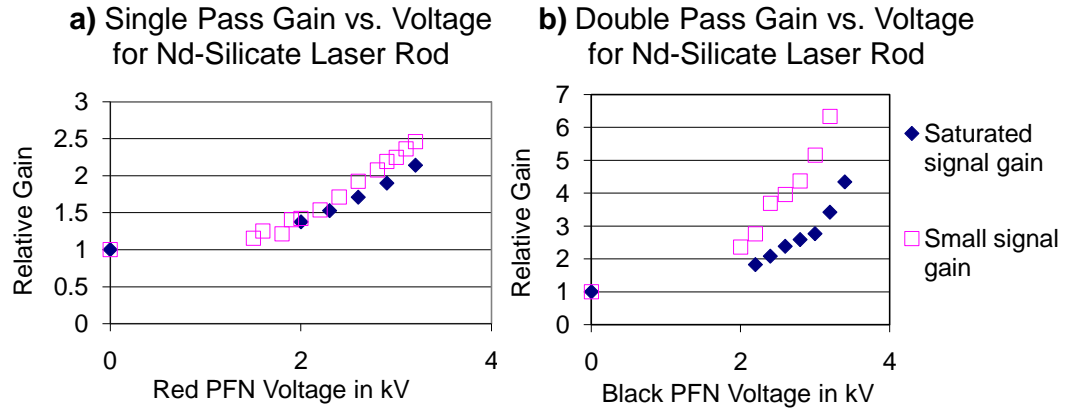 a) Single Pass Gain vs. Voltage
for Nd-Silicate Laser Rod
3
2.5
2
1.5
1
0.5
0
Relative Gain
0 2 4
Red PFN Voltage in kV
b) Double Pass Gain vs. Voltage
for Nd-Silicate Laser Rod
7
6
5
4
3
2
1
0
Relative Gain
0 2 4
Black PFN Voltage in kV
Saturated
signal gain
Small signal
gain